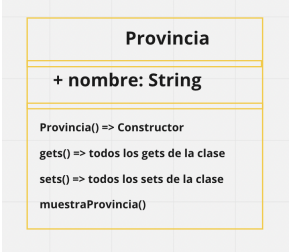 Provincia
+ nombre: String
Provincia() => Constructor
gets() => todos los gets de la clase
sets() => todos los sets de la clase
muestraProvincia()